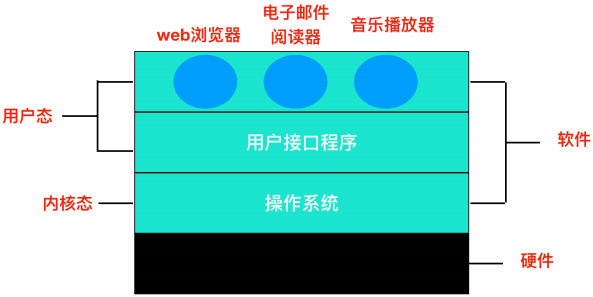 电子邮件
web浏览器
阅读器
音乐播放器
用户态
用户接口程序
软件
内核态
操作系统
硬件